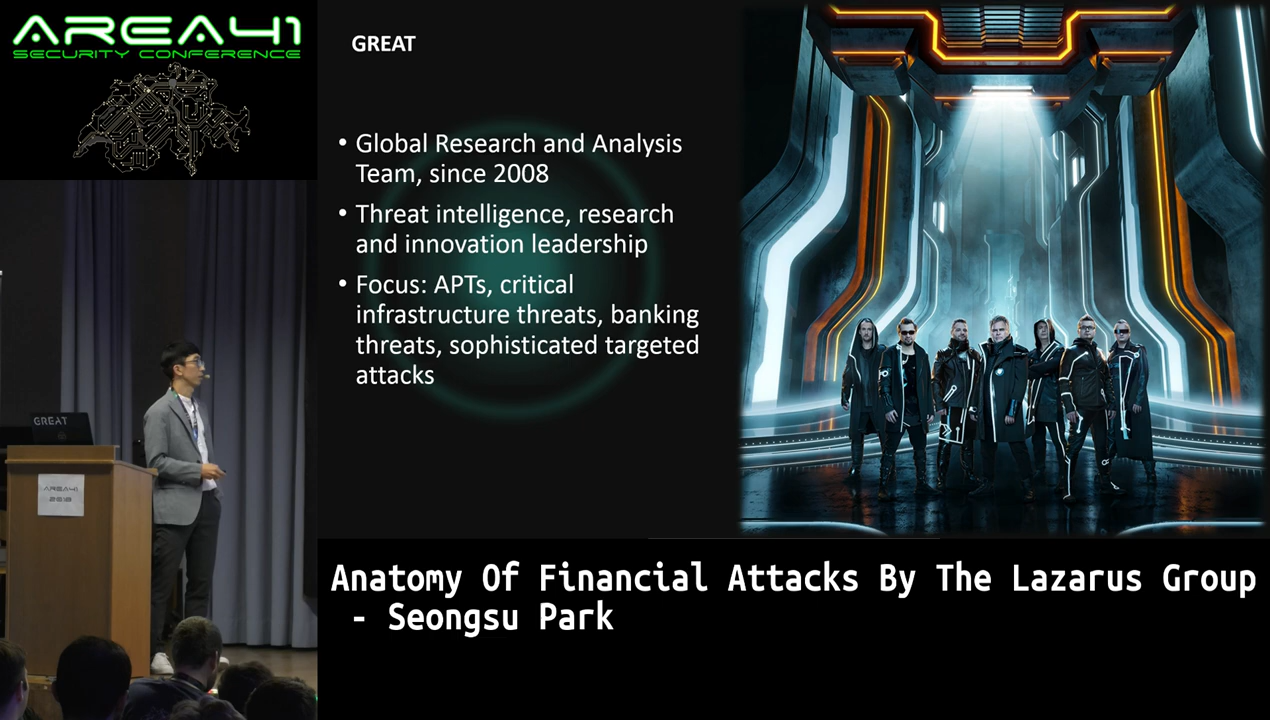 AREA41
SECURITY CONFERENCE
GREAT
• Global Research and Analysis
Team, since 2008
• Threat intelligence, research
and innovation leadership
• Focus: APTs, critical
infrastructure threats, banking
threats, sophisticated targeted
attacks
GREAT
AREA41
2018
Anatomy Of Financial Attacks By The Lazarus Group
- Seongsu Park